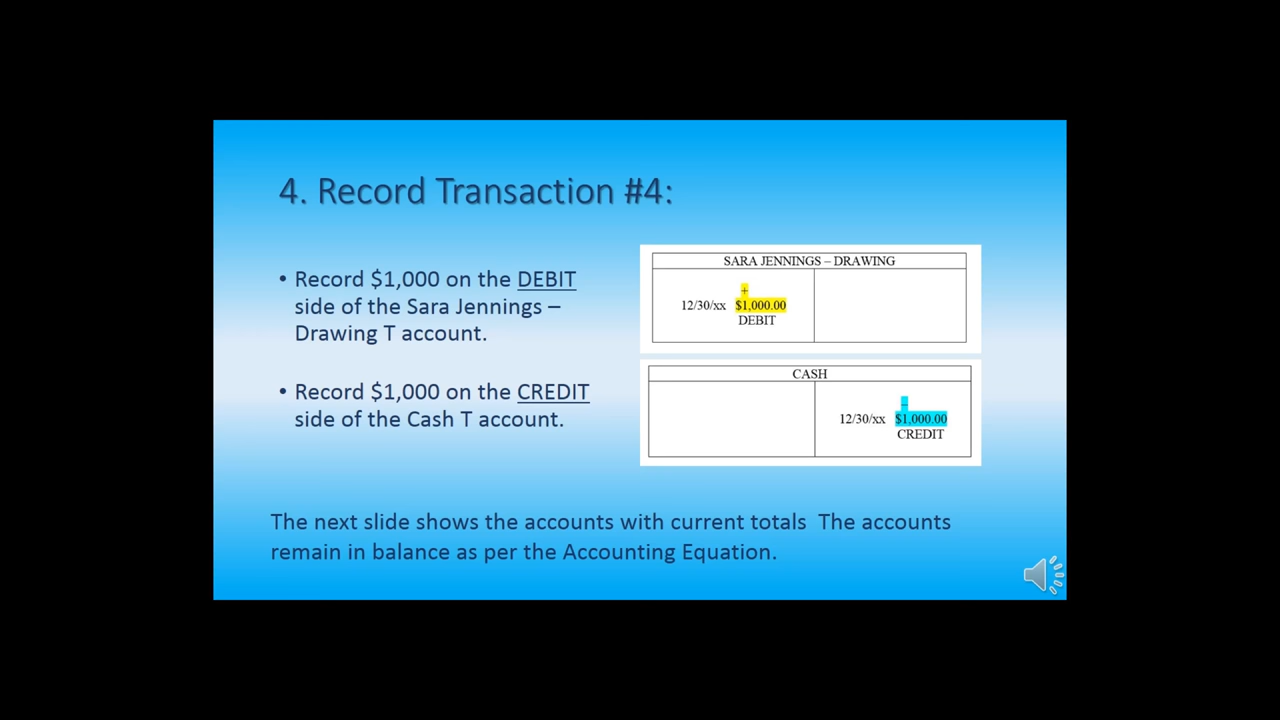 4. Record Transaction #4:
• Record $1,000 on the DEBIT
side of the Sara Jennings –
Drawing T account.
• Record $1,000 on the CREDIT
side of the Cash T account.
SARA JENNINGS – DRAWING
+
12/30/xx $1,000.00
DEBIT
CASH
–
12/30/xx $1,000.00
CREDIT
The next slide shows the accounts with current totals  The accounts
remain in balance as per the Accounting Equation.